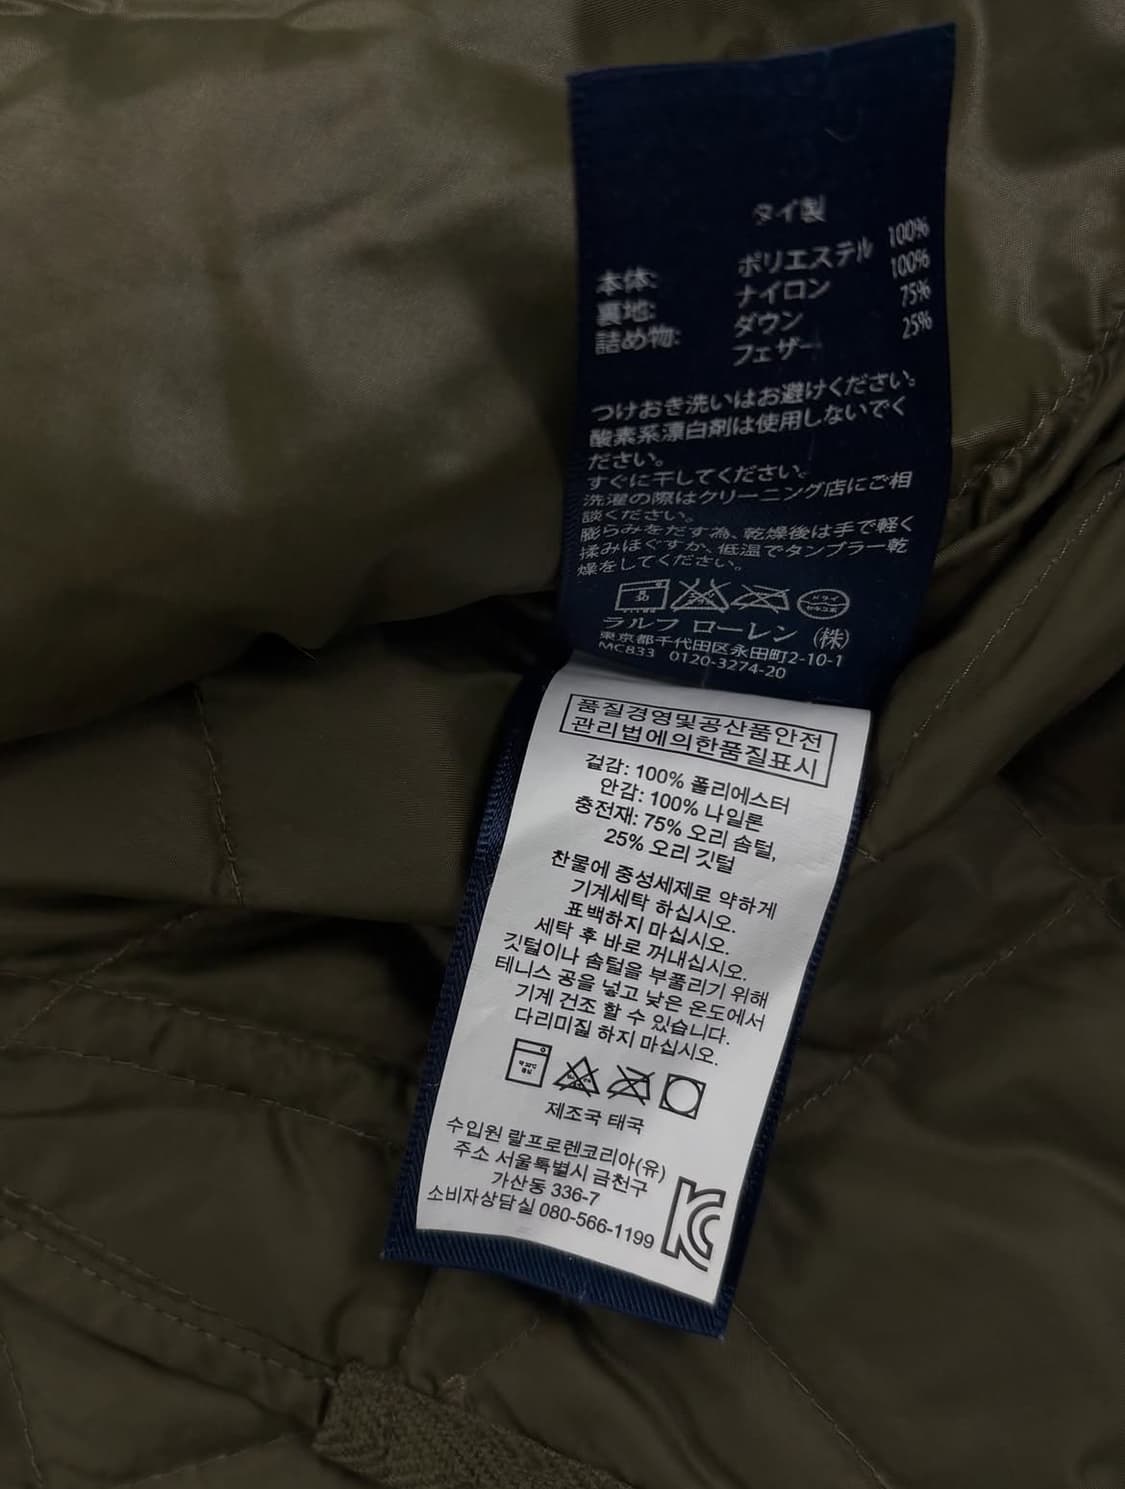 タイ製
本体: ポリエステル 100%
裏地: ナイロン 100%
詰め物: ダウン 75%
フェザー 25%
つけおき洗いはお避けください。
酸素系漂白剤は使用しないでく
ださい。
すぐに干してください。
洗濯の際はクリーニング店にご相
談ください。
膨らみをだす為、乾燥後は手で軽く
揉みほぐすか、低温でタンブラー乾
燥をしてください。
ラルフ ローレン (株)
東京都千代田区永田町2-10-1
MC833 0120-3274-20
품질경영및공산품안전
관리법에의한품질표시
겉감: 100% 폴리에스터
안감: 100% 나일론
충전재: 75% 오리 솜털,
25% 오리 깃털
찬물에 중성세제로 약하게
기계세탁 하십시오.
표백하지 마십시오.
세탁 후 바로 꺼내십시오.
깃털이나 솜털을 부풀리기 위해
테니스 공을 넣고 낮은 온도에서
기계 건조 할 수 있습니다.
다리미질 하지 마십시오.
제조국 태국
수입원 랄프로렌코리아(유)
주소 서울특별시 금천구
가산동 336-7
소비자상담실 080-566-1199